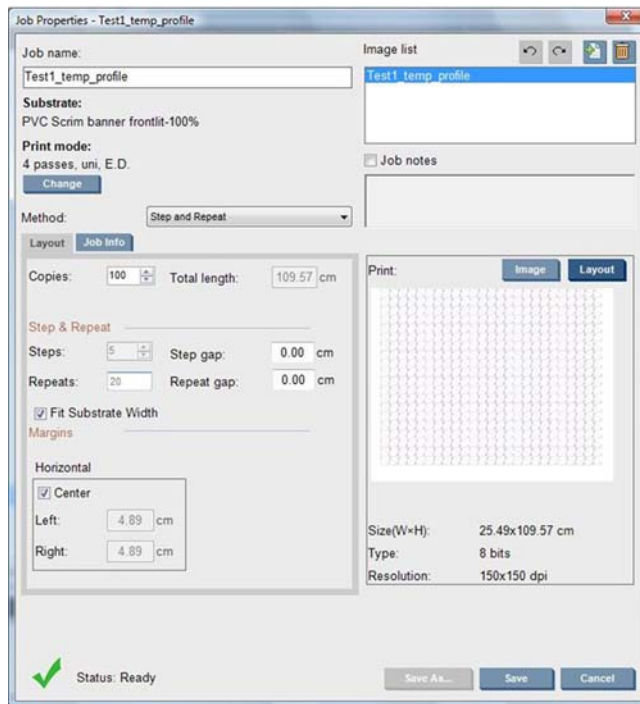 Job Properties - Test1_temp_profile
Job name:
Test1_temp_profile
Substrate:
PVC Scrim banner frontlit-100%
Print mode:
4 passes, uni, E.D.
Change
Method:
Step and Repeat
Image list
Test1_temp_profile
Job notes
Layout
Job Info
Copies:
100
Total length:
109.57 cm
Step & Repeat
Steps:
5
Step gap:
0.00 cm
Repeats:
20
Repeat gap:
0.00 cm
Fit Substrate Width
Margins
Horizontal
Center
Left:
4.89 cm
Right:
4.89 cm
Print:
Image
Layout
Size(W×H): 25.49x109.57 cm
Type: 8 bits
Resolution: 150x150 dpi
Status: Ready
Save As...
Save
Cancel